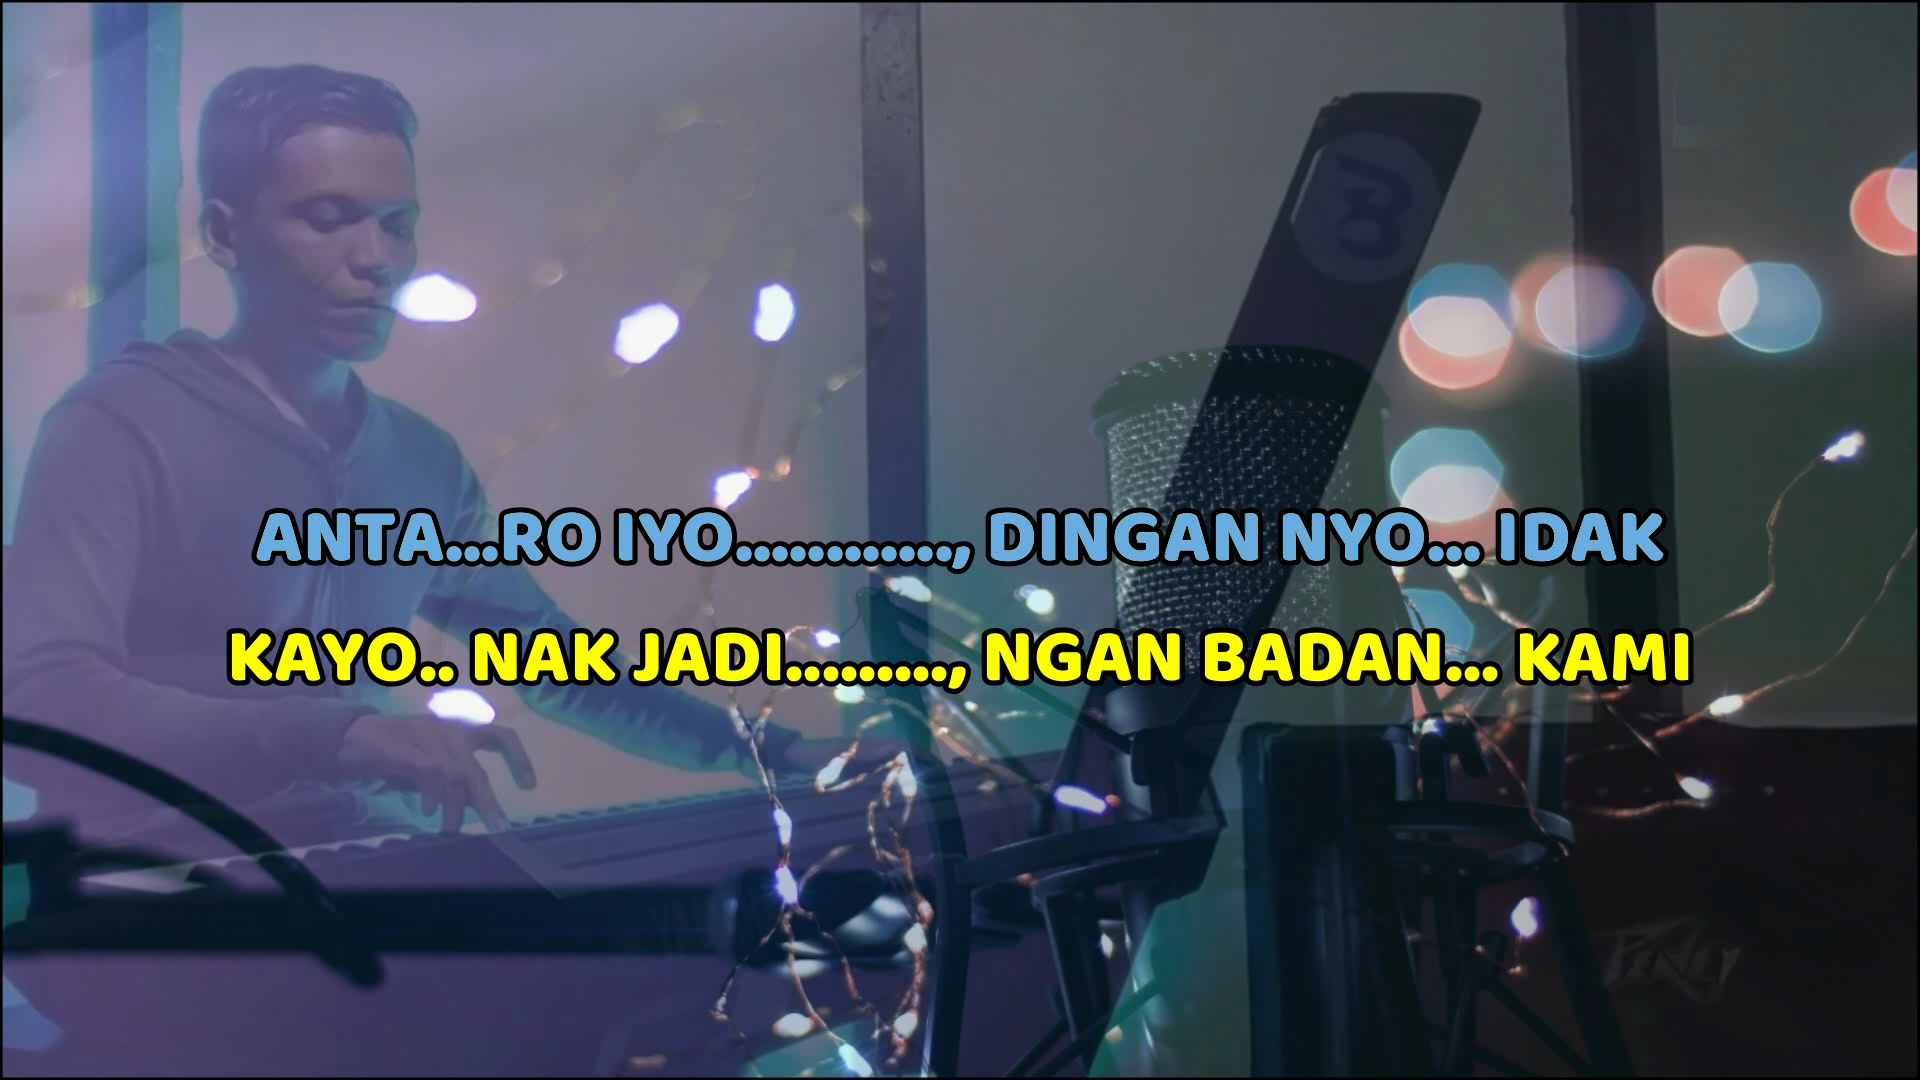 ANTA...RO IYO............, DINGAN NYO... IDAK
KAYO.. NAK JADI........., NGAN BADAN... KAMI